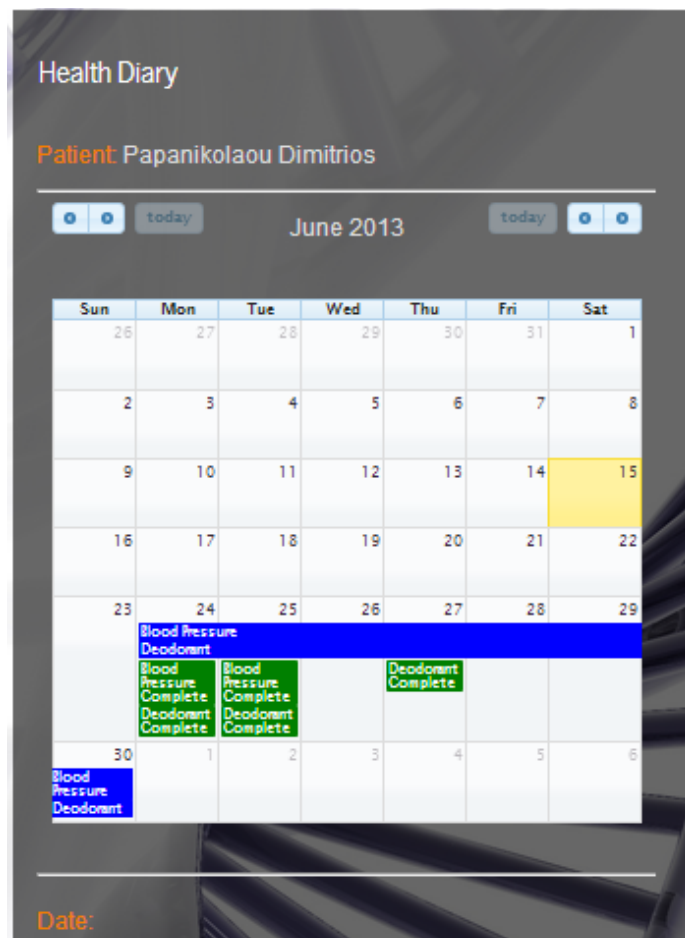 Health Diary
Patient: Papanikolaou Dimitrios
today June 2013 today
Sun Mon Tue Wed Thu Fri Sat
26 27 28 29 30 31 1
2 3 4 5 6 7 8
9 10 11 12 13 14 15
16 17 18 19 20 21 22
23 24 25 26 27 28 29
Blood Pressure
Deodorant
Blood Blood Deodorant
Pressure Pressure Complete
Complete Complete
Deodorant Deodorant
Complete Complete
30 1 2 3 4 5 6
Blood
Pressure
Deodorant
Date: